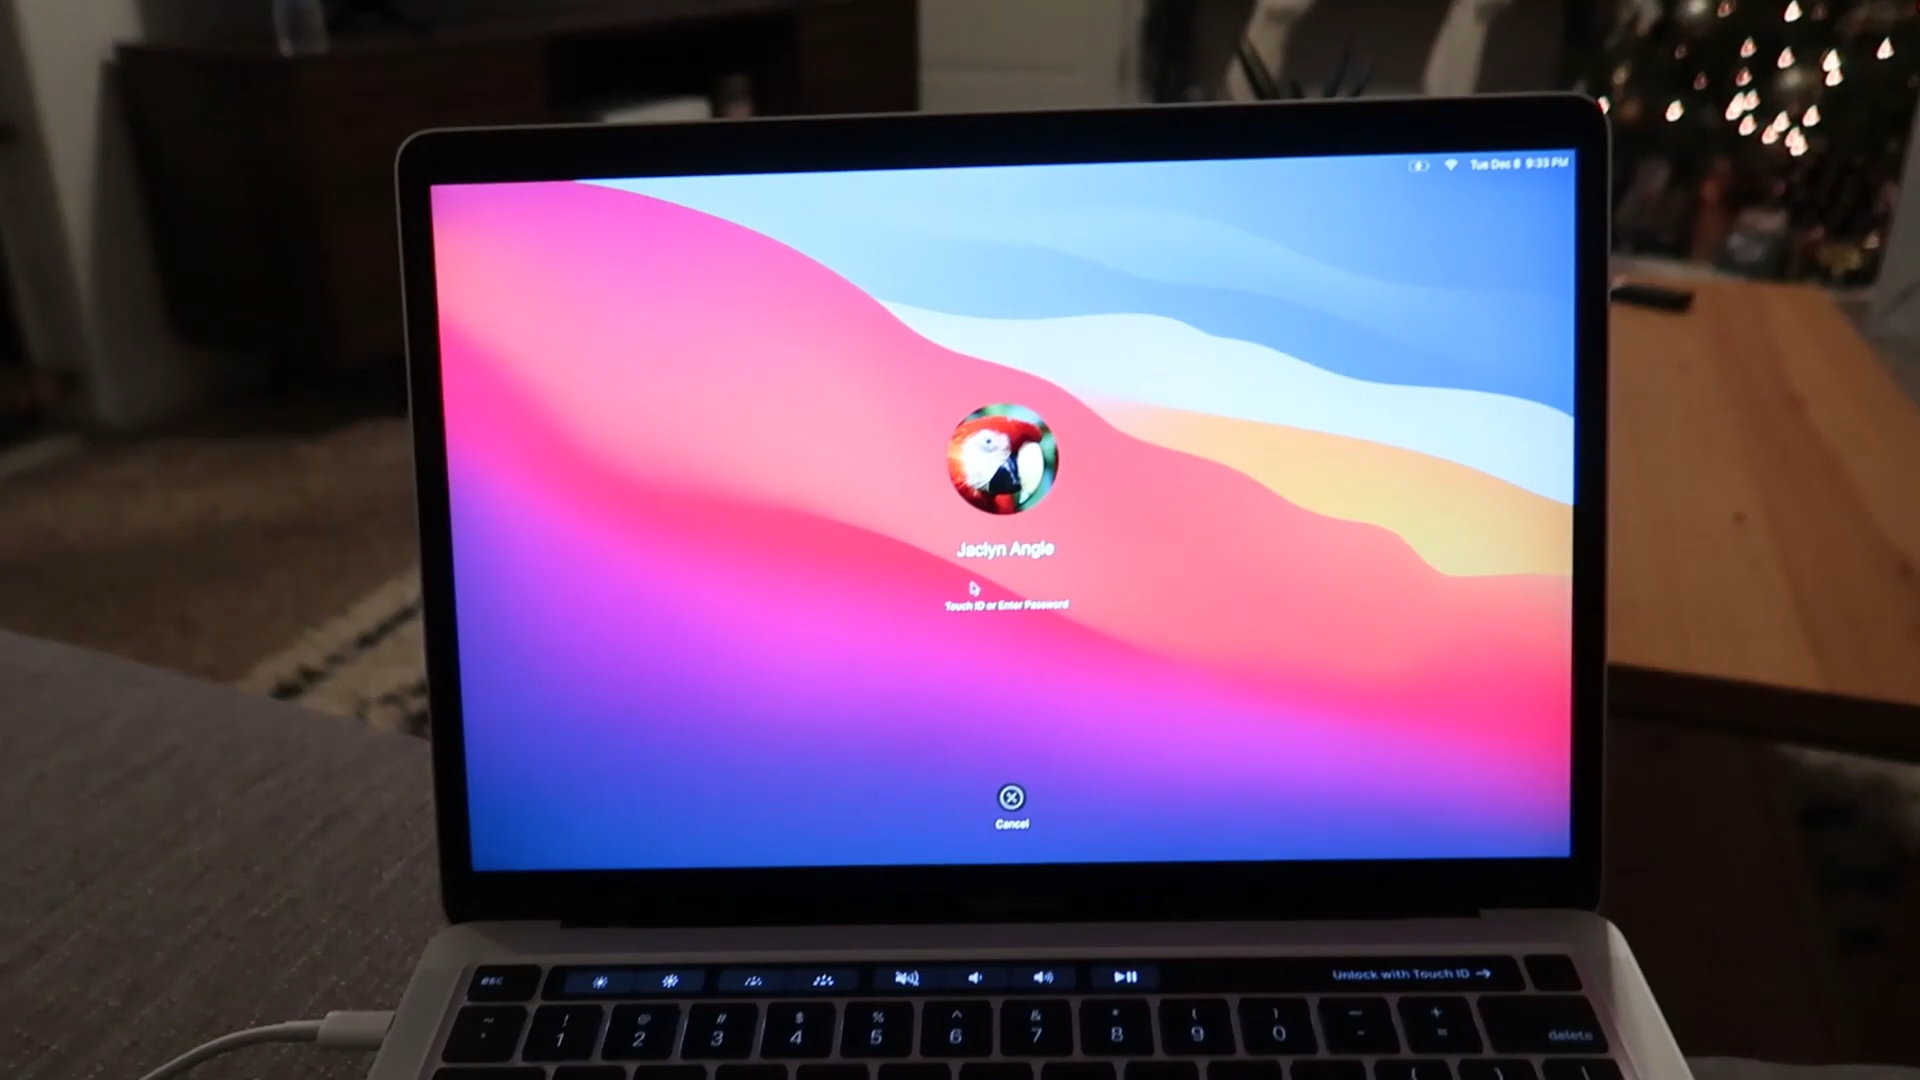 Tue Dec 8 9:33 PM
Jaclyn Angle
Touch ID or Enter Password
Cancel
esc
Unlock with Touch ID →
~ ! @ # $ % ^ & * ( ) _ +
` 1 2 3 4 5 6 7 8 9 0 - = delete
{ } |